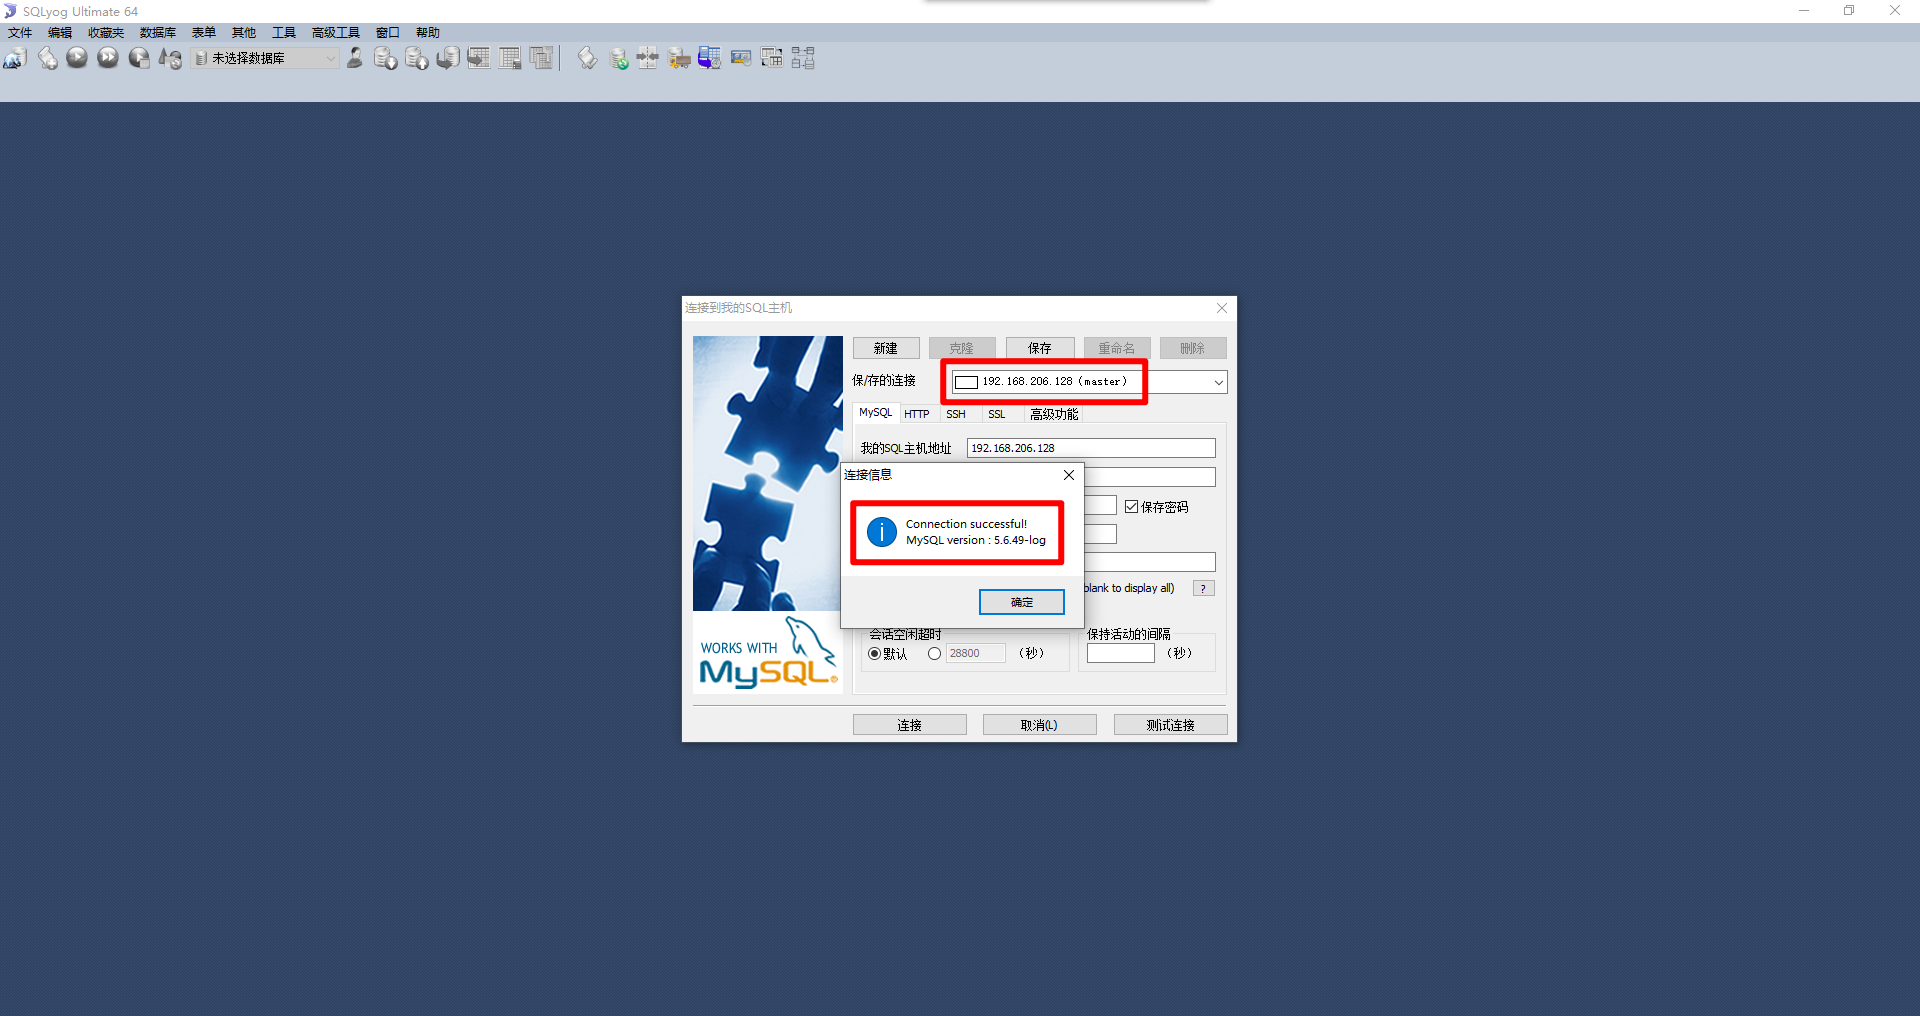 SQLyog Ultimate 64
文件 编辑 收藏夹 数据库 表单 其他 工具 高级工具 窗口 帮助
未选择数据库
连接到我的SQL主机
新建 克隆 保存 重命名 删除
保/存的连接 192.168.206.128（master）
MySQL HTTP SSH SSL 高级功能
我的SQL主机地址 192.168.206.128
连接信息
保存密码
Connection successful!
MySQL version : 5.6.49-log
blank to display all) ?
确定
会话空闲超时 保持活动的间隔
默认 28800 （秒） （秒）
WORKS WITH
MySQL®
连接 取消(L) 测试连接